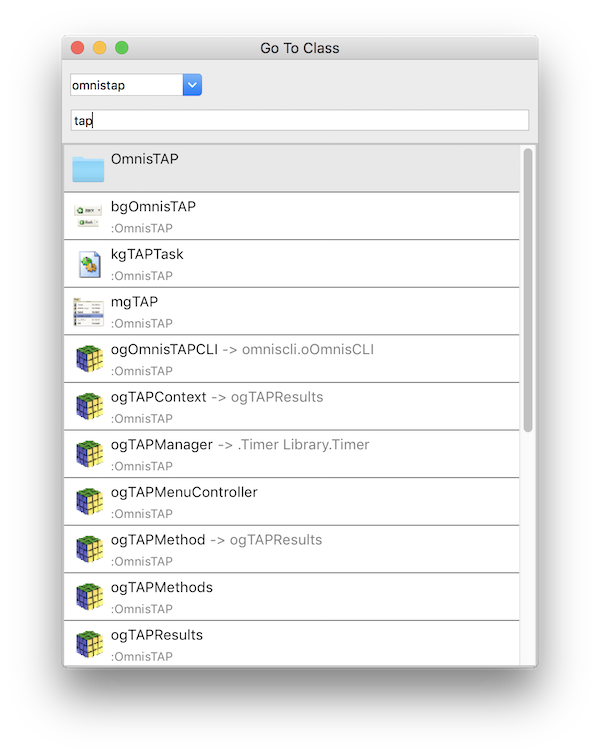 Go To Class
omnistap
tap
OmnisTAP
bgOmnisTAP
:OmnisTAP
kgTAPTask
:OmnisTAP
mgTAP
:OmnisTAP
ogOmnisTAPCLI -> omniscli.oOmnisCLI
:OmnisTAP
ogTAPContext -> ogTAPResults
:OmnisTAP
ogTAPManager -> .Timer Library.Timer
:OmnisTAP
ogTAPMenuController
:OmnisTAP
ogTAPMethod -> ogTAPResults
:OmnisTAP
ogTAPMethods
:OmnisTAP
ogTAPResults
:OmnisTAP